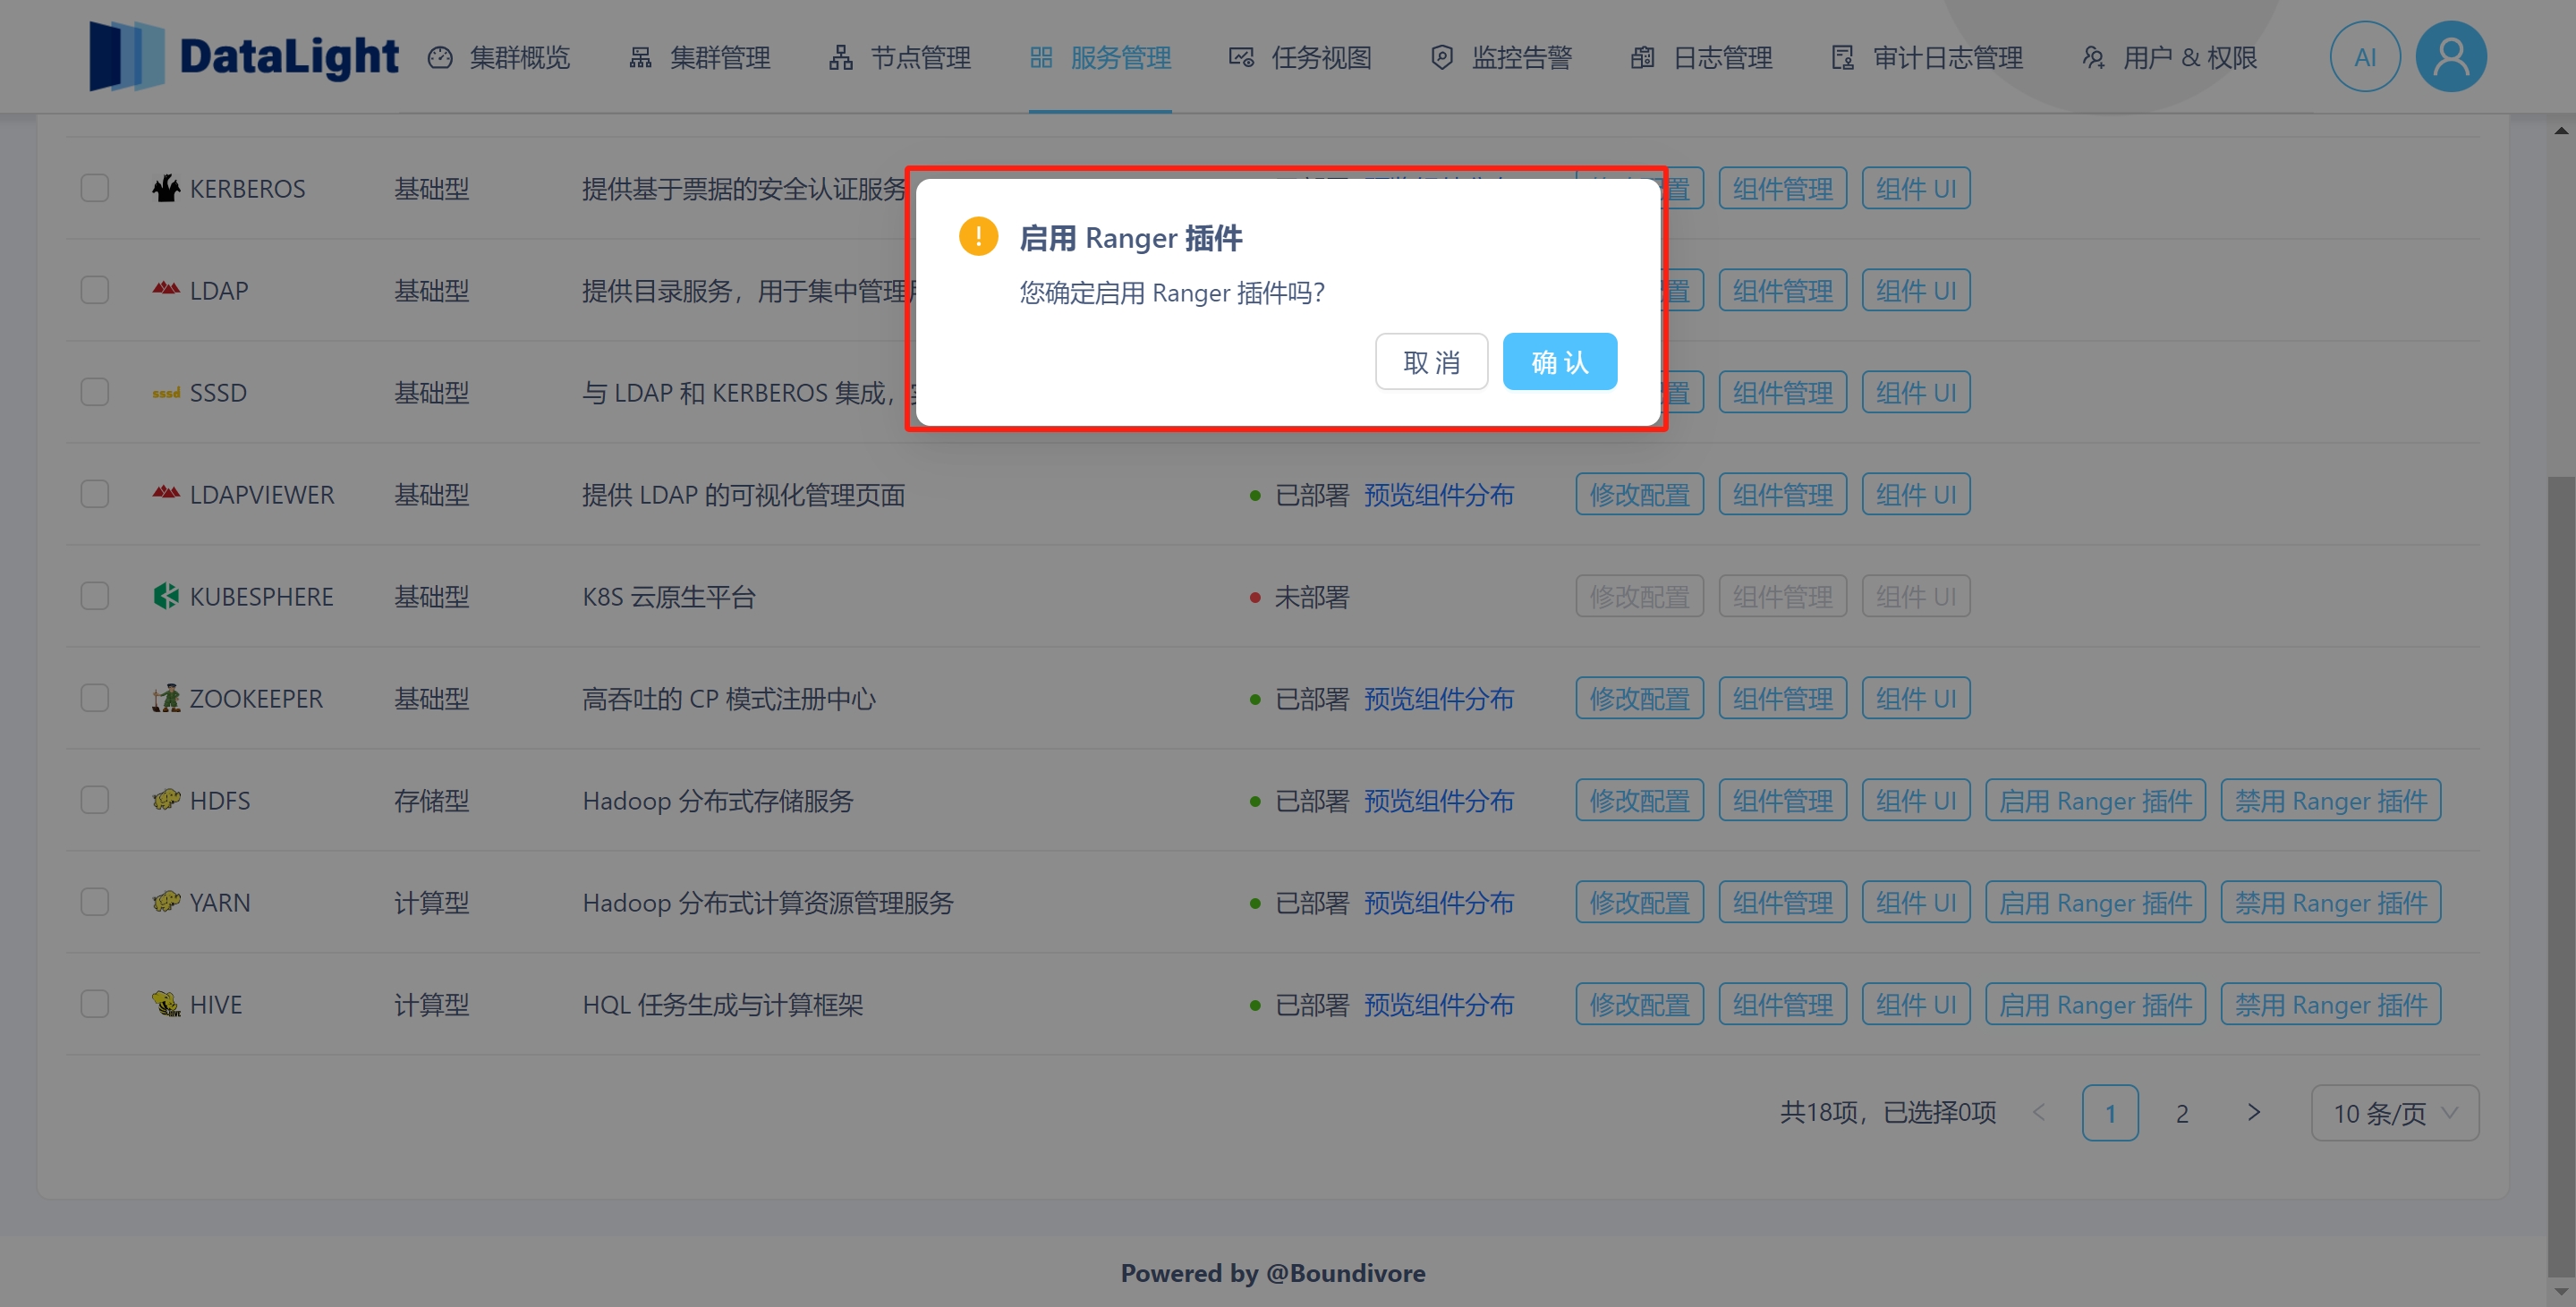 DataLight 集群概览 集群管理 节点管理 服务管理 任务视图 监控告警 日志管理 审计日志管理 用户 & 权限 AI
KERBEROS 基础型 提供基于票据的安全认证服务 置 组件管理 组件 UI
启用 Ranger 插件
您确定启用 Ranger 插件吗?
取 消 确 认
LDAP 基础型 提供目录服务，用于集中管理 置 组件管理 组件 UI
sssd SSSD 基础型 与 LDAP 和 KERBEROS 集成， 置 组件管理 组件 UI
LDAPVIEWER 基础型 提供 LDAP 的可视化管理页面 已部署 预览组件分布 修改配置 组件管理 组件 UI
KUBESPHERE 基础型 K8S 云原生平台 未部署 修改配置 组件管理 组件 UI
ZOOKEEPER 基础型 高吞吐的 CP 模式注册中心 已部署 预览组件分布 修改配置 组件管理 组件 UI
HDFS 存储型 Hadoop 分布式存储服务 已部署 预览组件分布 修改配置 组件管理 组件 UI 启用 Ranger 插件 禁用 Ranger 插件
YARN 计算型 Hadoop 分布式计算资源管理服务 已部署 预览组件分布 修改配置 组件管理 组件 UI 启用 Ranger 插件 禁用 Ranger 插件
HIVE 计算型 HQL 任务生成与计算框架 已部署 预览组件分布 修改配置 组件管理 组件 UI 启用 Ranger 插件 禁用 Ranger 插件
共18项，已选择0项 1 2 10 条/页
Powered by @Boundivore